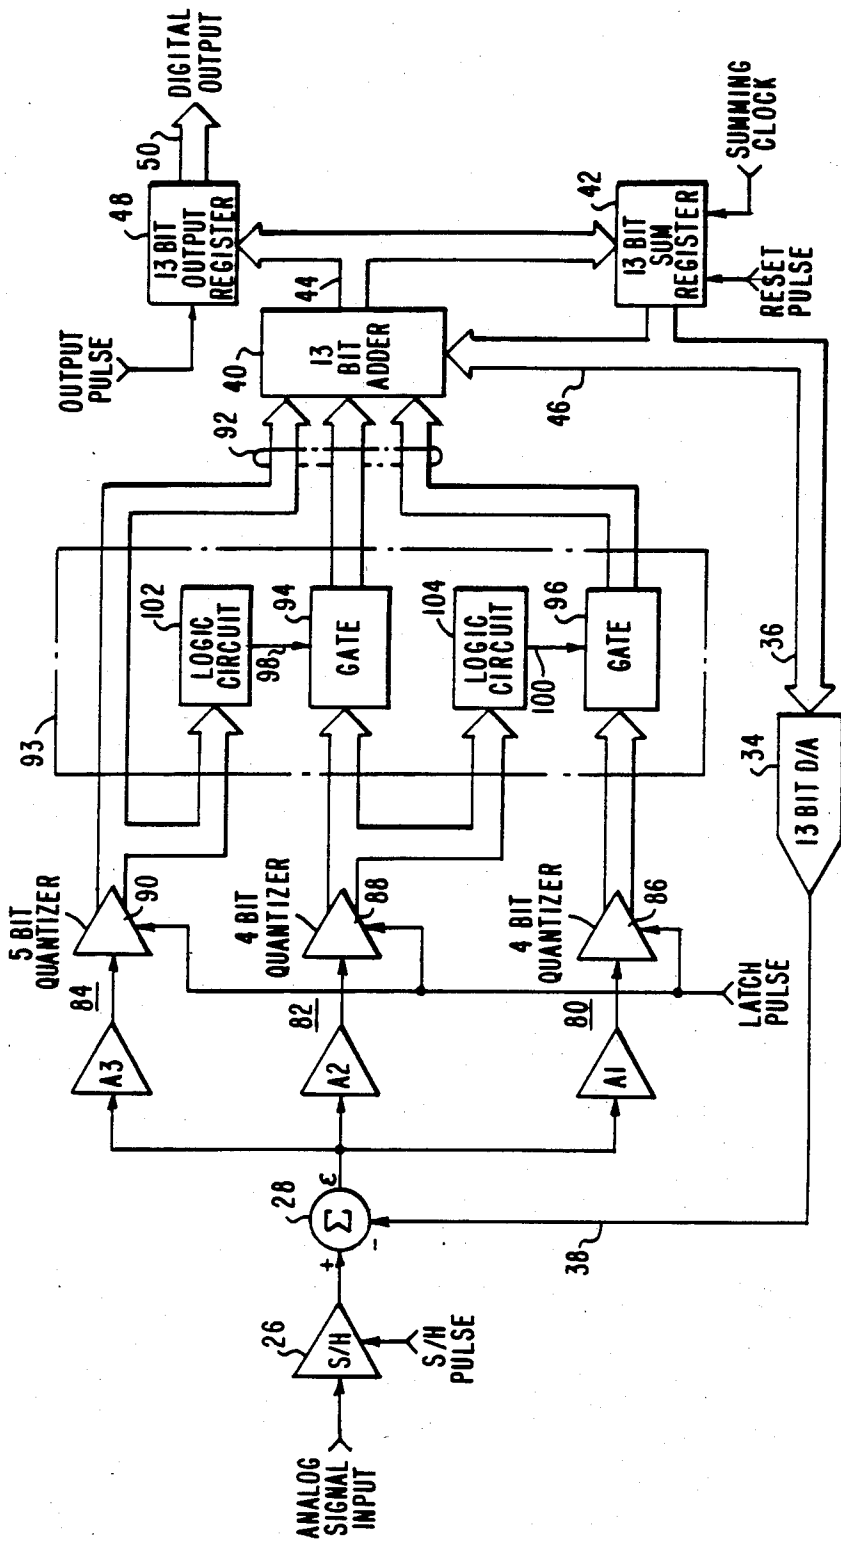 ANALOG
SIGNAL
INPUT
26
S/H
S/H
PULSE
+
-
28
Σ
ε
38
A3
A2
A1
84
82
80
5 BIT
QUANTIZER
90
4 BIT
QUANTIZER
88
4 BIT
QUANTIZER
86
LATCH
PULSE
93
102
LOGIC
CIRCUIT
98
94
GATE
104
LOGIC
CIRCUIT
100
96
GATE
92
34
13 BIT D/A
36
OUTPUT
PULSE
40
13
BIT
ADDER
44
46
48
13 BIT
OUTPUT
REGISTER
50
DIGITAL
OUTPUT
42
13 BIT
SUM
REGISTER
RESET
PULSE
SUMMING
CLOCK